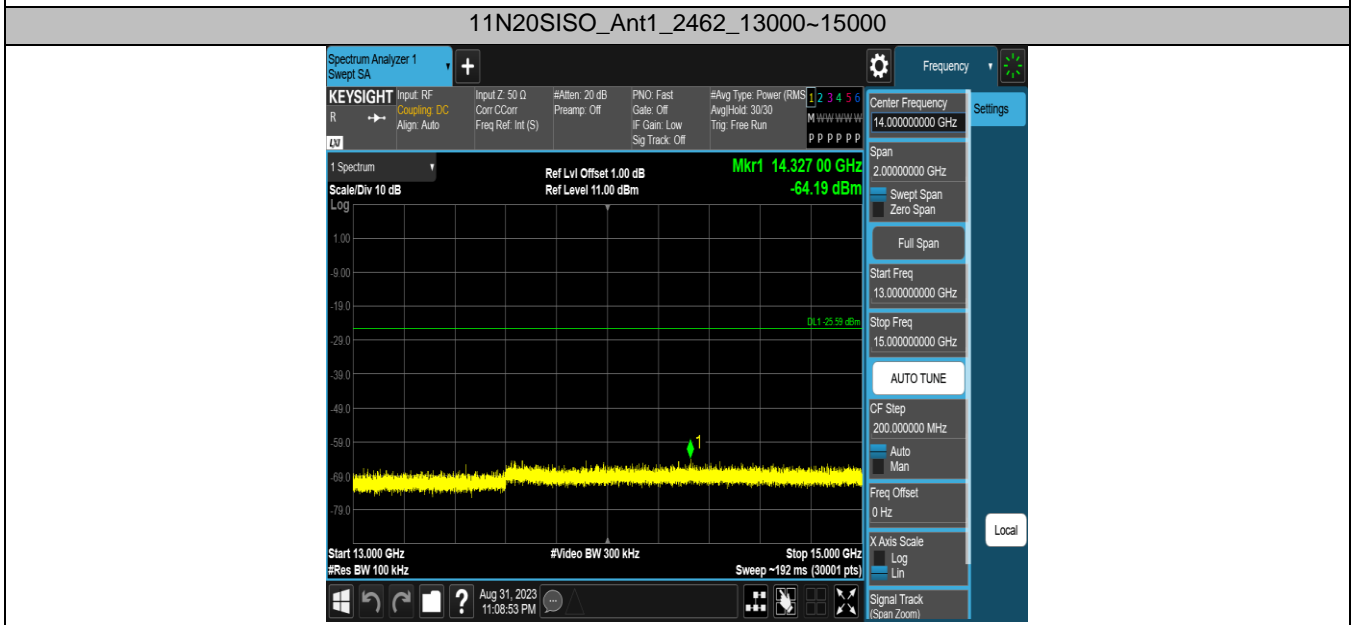 11N20SISO_Ant1_2462_13000~15000
Spectrum Analyzer 1
Swept SA
Frequency
KEYSIGHT
R
LXI
Input: RF
Coupling: DC
Align: Auto
Input Z: 50 Ω
Corr CCorr
Freq Ref: Int (S)
#Atten: 20 dB
Preamp: Off
PNO: Fast
Gate: Off
IF Gain: Low
Sig Track: Off
#Avg Type: Power (RMS
Avg|Hold: 30/30
Trig: Free Run
1 2 3 4 5 6
M W W W W W
P P P P P P
1 Spectrum
Scale/Div 10 dB
Log
Ref Lvl Offset 1.00 dB
Ref Level 11.00 dBm
Mkr1 14.327 00 GHz
-64.19 dBm
1.00
-9.00
-19.0
DL1 -25.59 dBm
-29.0
-39.0
-49.0
-59.0
1
-69.0
-79.0
Start 13.000 GHz
#Res BW 100 kHz
#Video BW 300 kHz
Stop 15.000 GHz
Sweep ~192 ms (30001 pts)
?
Aug 31, 2023
11:08:53 PM
Center Frequency
14.000000000 GHz
Settings
Span
2.00000000 GHz
Swept Span
Zero Span
Full Span
Start Freq
13.000000000 GHz
Stop Freq
15.000000000 GHz
AUTO TUNE
CF Step
200.000000 MHz
Auto
Man
Freq Offset
0 Hz
Local
X Axis Scale
Log
Lin
Signal Track
(Span Zoom)